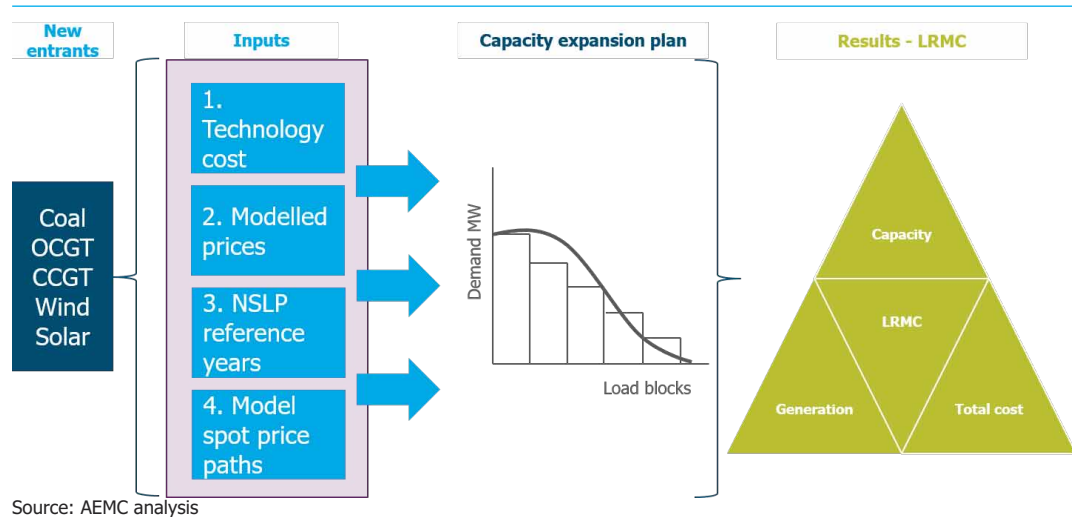 New
entrants
Inputs
Capacity expansion plan
Results - LRMC
Coal
OCGT
CCGT
Wind
Solar
1.
Technology
cost
2. Modelled
prices
3. NSLP
reference
years
4. Model
spot price
paths
Demand MW
Load blocks
Capacity
LRMC
Generation
Total cost
Source: AEMC analysis